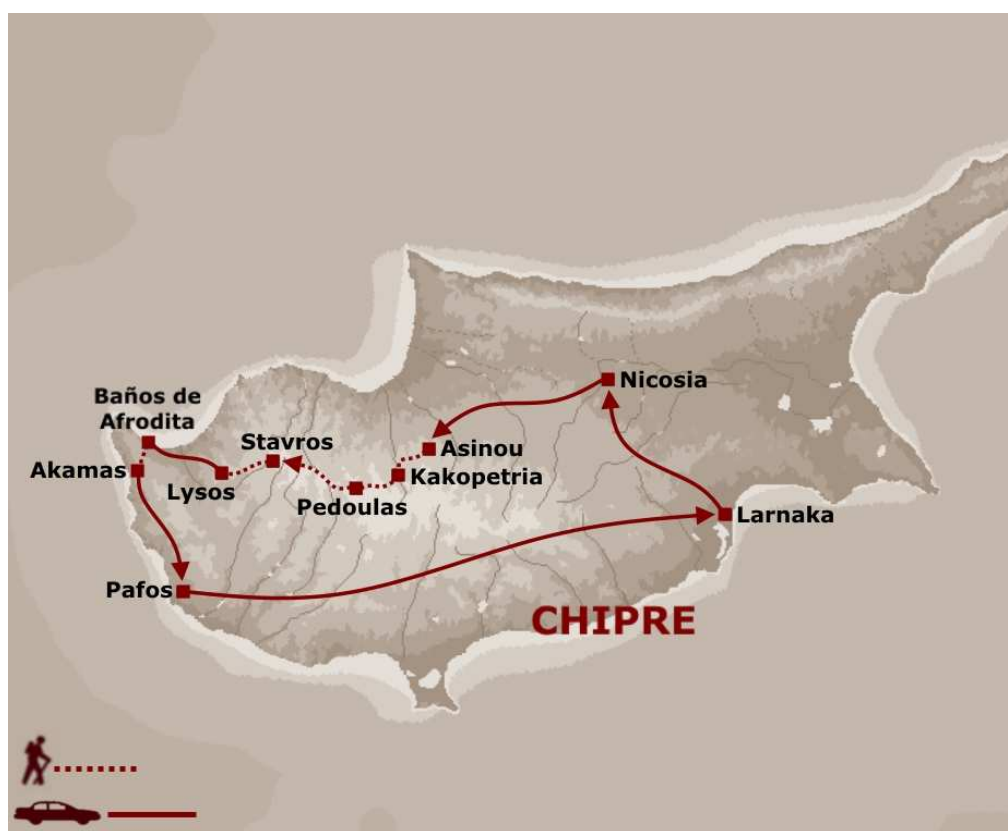 Nicosia
Baños de
Afrodita
Stavros
Asinou
Akamas
Kakopetria
Lysos
Pedoulas
Larnaka
Pafos
CHIPRE